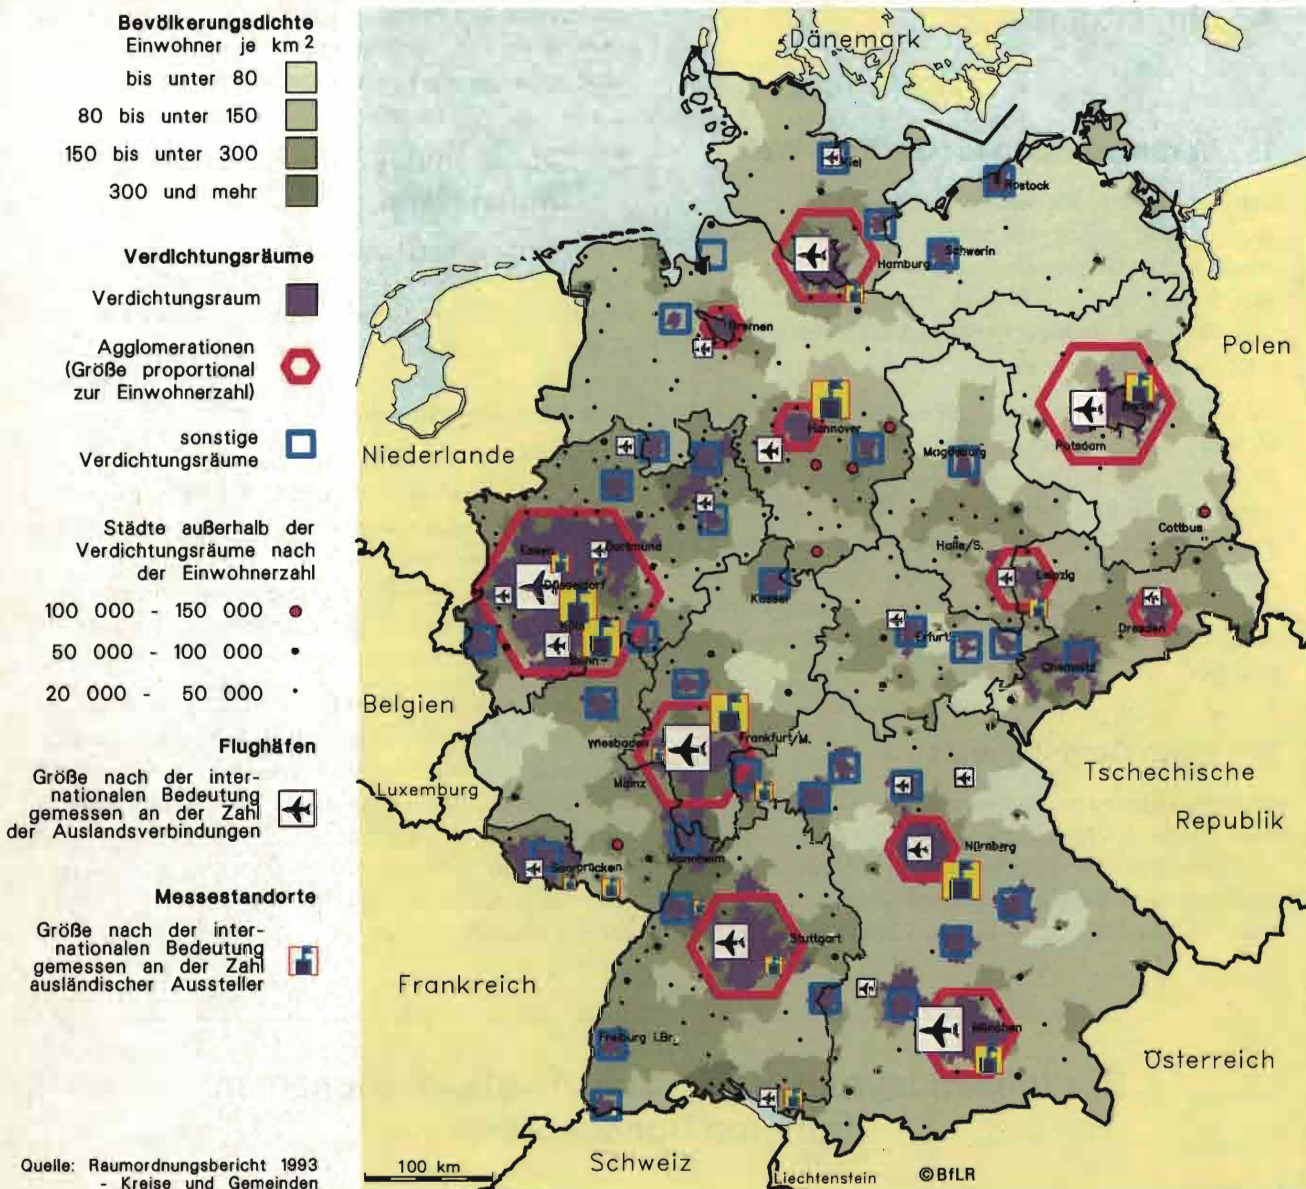 Bevölkerungsdichte
Einwohner je km²
bis unter 80
80 bis unter 150
150 bis unter 300
300 und mehr
Verdichtungsräume
Verdichtungsraum
Agglomerationen
(Größe proportional
zur Einwohnerzahl)
sonstige
Verdichtungsräume
Städte außerhalb der
Verdichtungsräume nach
der Einwohnerzahl
100 000 - 150 000
50 000 - 100 000
20 000 - 50 000
Flughäfen
Größe nach der inter-
nationalen Bedeutung
gemessen an der Zahl
der Auslandsverbindungen
Messestandorte
Größe nach der inter-
nationalen Bedeutung
gemessen an der Zahl
ausländischer Aussteller
Quelle: Raumordnungsbericht 1993
- Kreise und Gemeinden
Dänemark
Kiel
Rostock
Hamburg
Schwerin
Bremen
Polen
Hannover
Berlin
Potsdam
Niederlande
Magdeburg
Cottbus
Essen
Dortmund
Halle/S.
Düsseldorf
Leipzig
Kassel
Köln
Erfurt
Dresden
Bonn
Chemnitz
Belgien
Wiesbaden
Frankfurt/M.
Mainz
Luxemburg
Tschechische
Republik
Nürnberg
Mannheim
Saarbrücken
Stuttgart
Frankreich
München
Freiburg i.Br.
Österreich
Schweiz
Liechtenstein
100 km
©BfLR